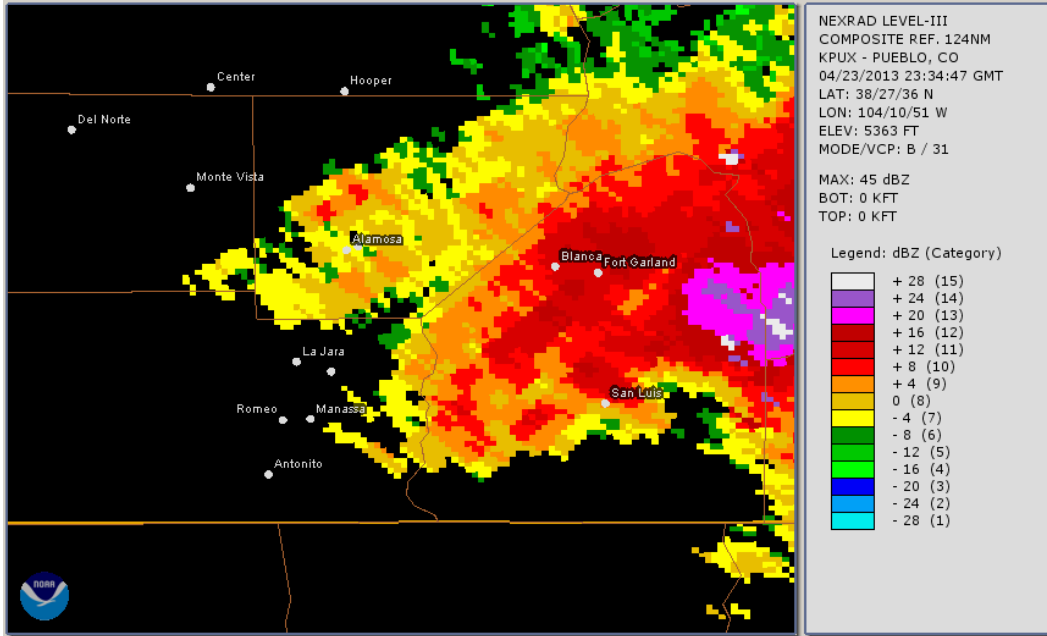 Center
Hooper
Del Norte
Monte Vista
Alamosa
Blanca
Fort Garland
La Jara
San Luis
Romeo
Manassa
Antonito
NOAA
NEXRAD LEVEL-III
COMPOSITE REF. 124NM
KPUX - PUEBLO, CO
04/23/2013 23:34:47 GMT
LAT: 38/27/36 N
LON: 104/10/51 W
ELEV: 5363 FT
MODE/VCP: B / 31
MAX: 45 dBZ
BOT: 0 KFT
TOP: 0 KFT
Legend: dBZ (Category)
+ 28 (15)
+ 24 (14)
+ 20 (13)
+ 16 (12)
+ 12 (11)
+ 8 (10)
+ 4 (9)
0 (8)
- 4 (7)
- 8 (6)
- 12 (5)
- 16 (4)
- 20 (3)
- 24 (2)
- 28 (1)